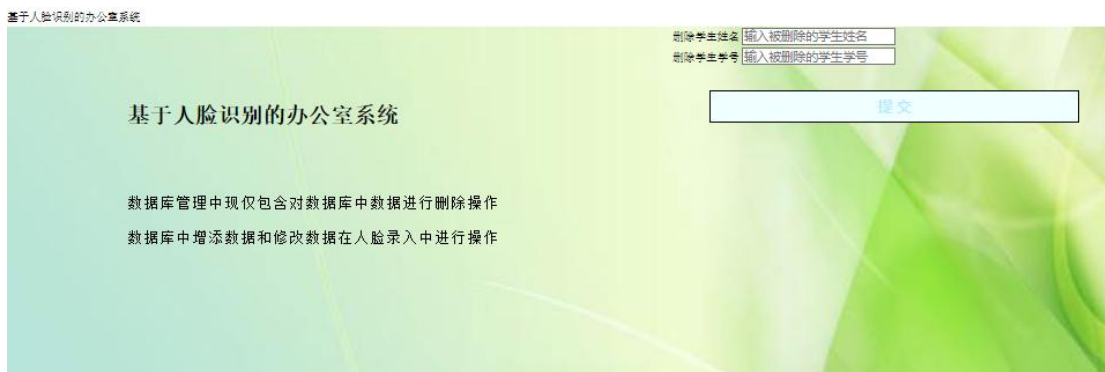 基于人脸识别的办公室系统
删除学生姓名 输入被删除的学生姓名
删除学生学号 输入被删除的学生学号
提交
基于人脸识别的办公室系统
数据库管理中现仅包含对数据库中数据进行删除操作
数据库中增添数据和修改数据在人脸录入中进行操作